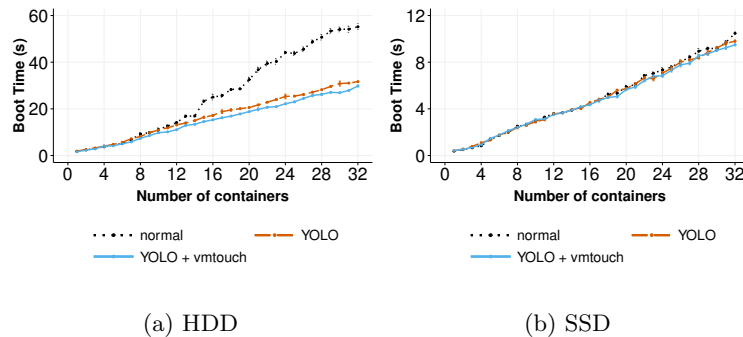 60
40
20
0
Boot Time (s)
0 4 8 12 16 20 24 28 32
Number of containers
normal YOLO
YOLO + vmtouch
(a) HDD
12
8
4
0
Boot Time (s)
0 4 8 12 16 20 24 28 32
Number of containers
normal YOLO
YOLO + vmtouch
(b) SSD